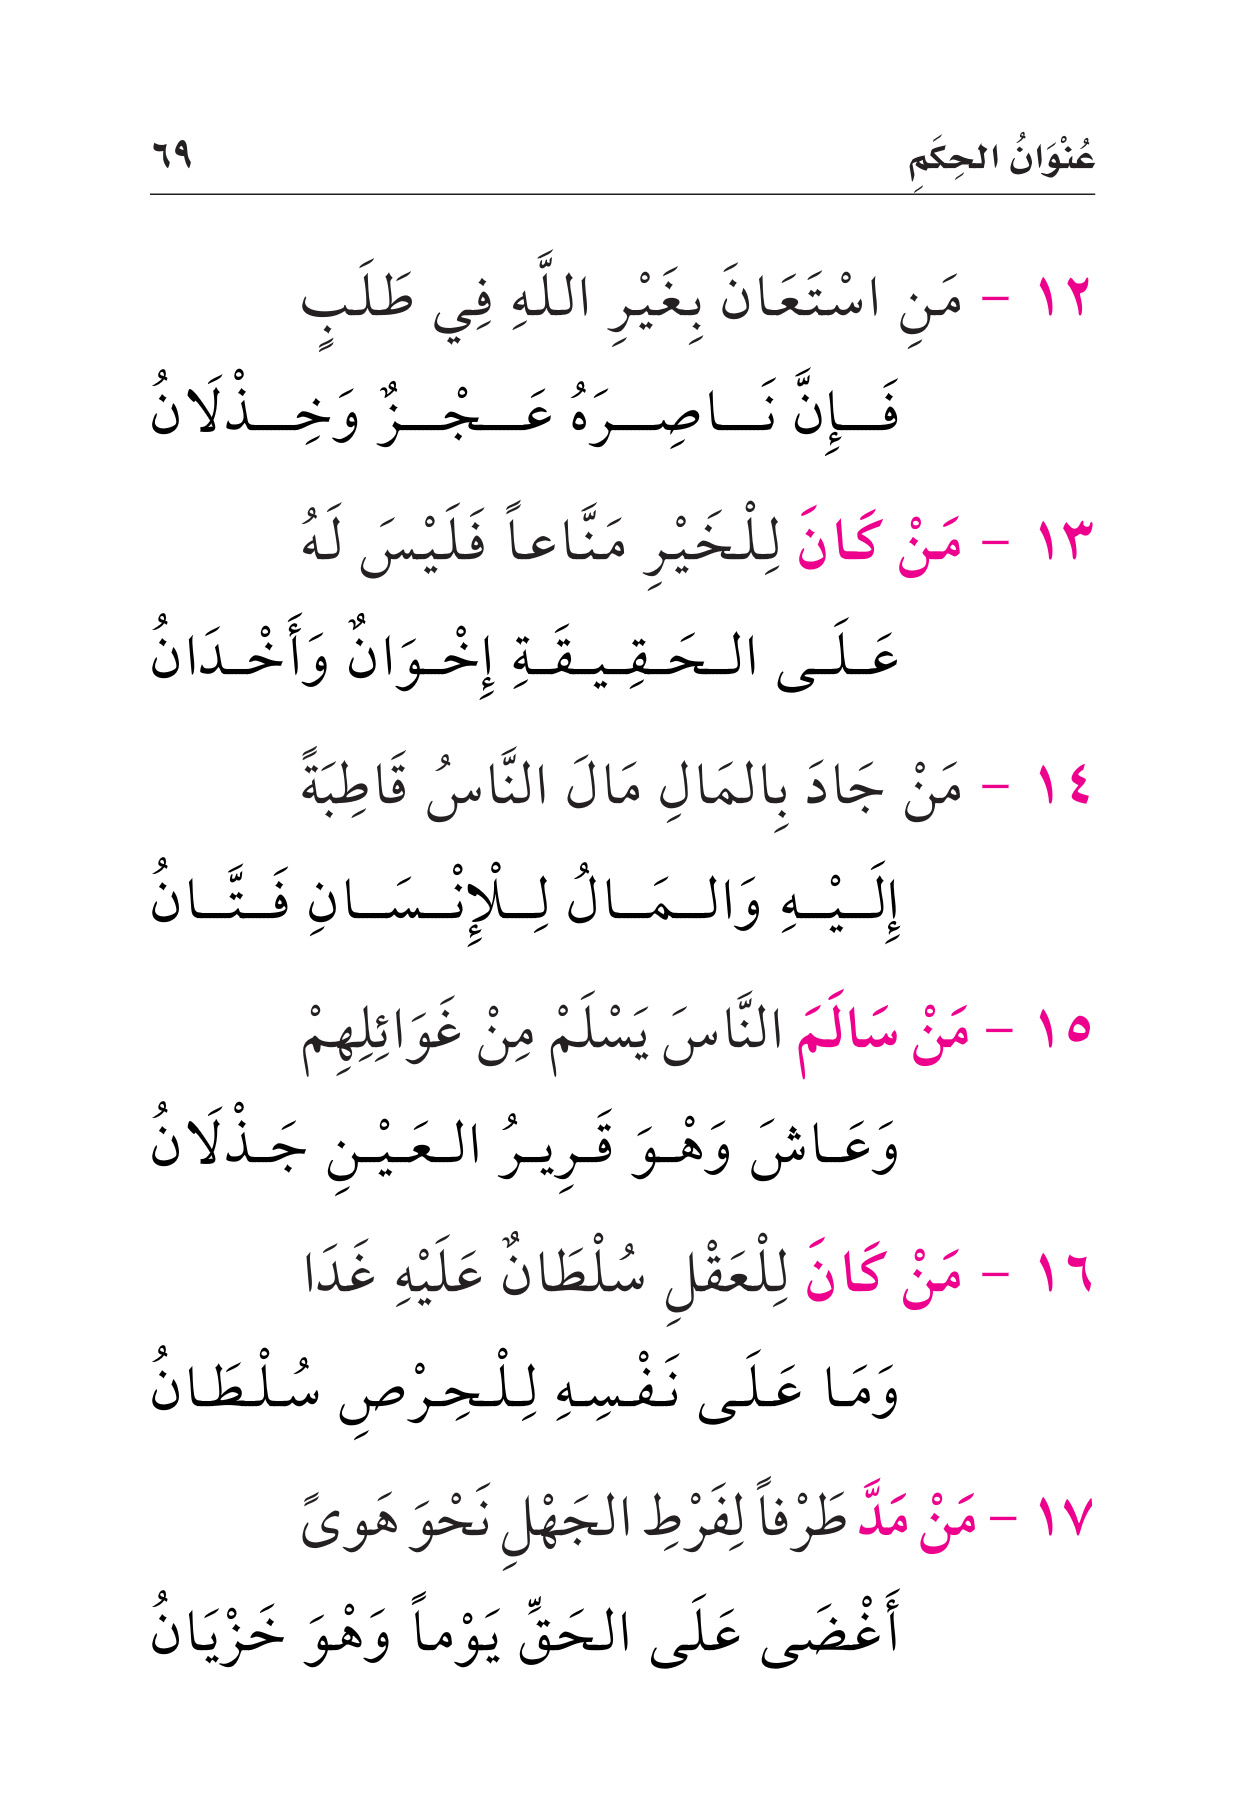 عُنْوَانُ الحِكَمِ ٦٩
١٢ - مَنِ اسْتَعَانَ بِغَيْرِ اللَّهِ فِي طَلَبٍ
فَإِنَّ نَاصِرَهُ عَجْزٌ وَخِذْلَانُ
١٣ - مَنْ كَانَ لِلْخَيْرِ مَنَّاعاً فَلَيْسَ لَهُ
عَلَى الحَقِيقَةِ إِخْوَانٌ وَأَخْدَانُ
١٤ - مَنْ جَادَ بِالمَالِ مَالَ النَّاسُ قَاطِبَةً
إِلَيْهِ وَالمَالُ لِلْإِنْسَانِ فَتَّانُ
١٥ - مَنْ سَالَمَ النَّاسَ يَسْلَمْ مِنْ غَوَائِلِهِمْ
وَعَاشَ وَهْوَ قَرِيرُ العَيْنِ جَذْلَانُ
١٦ - مَنْ كَانَ لِلْعَقْلِ سُلْطَانٌ عَلَيْهِ غَدَا
وَمَا عَلَى نَفْسِهِ لِلْحِرْصِ سُلْطَانُ
١٧ - مَنْ مَدَّ طَرْفاً لِفَرْطِ الجَهْلِ نَحْوَ هَوىً
أَغْضَى عَلَى الحَقِّ يَوْماً وَهْوَ خَزْيَانُ